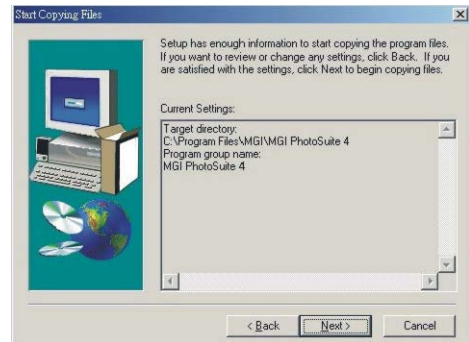 Start Copying Files
Setup has enough information to start copying the program files.
If you want to review or change any settings, click Back. If you
are satisfied with the settings, click Next to begin copying files.
Current Settings:
Target directory:
C:\Program Files\MGI\MGI PhotoSuite 4
Program group name:
MGI PhotoSuite 4
< Back
Next >
Cancel